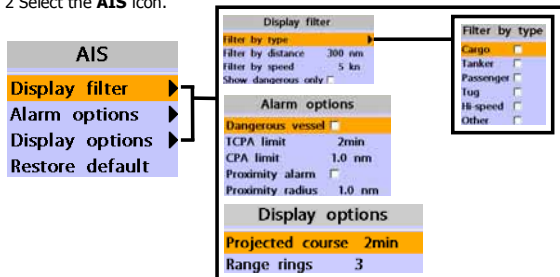 2 Select the AIS icon.
AIS
Display filter
Alarm options
Display options
Restore default
Display filter
Filter by type
Filter by distance 300 nm
Filter by speed 5 kn
Show dangerous only
Alarm options
Dangerous vessel
TCPA limit 2min
CPA limit 1.0 nm
Proximity alarm
Proximity radius 1.0 nm
Display options
Projected course 2min
Range rings 3
Filter by type
Cargo
Tanker
Passenger
Tug
Hi-speed
Other